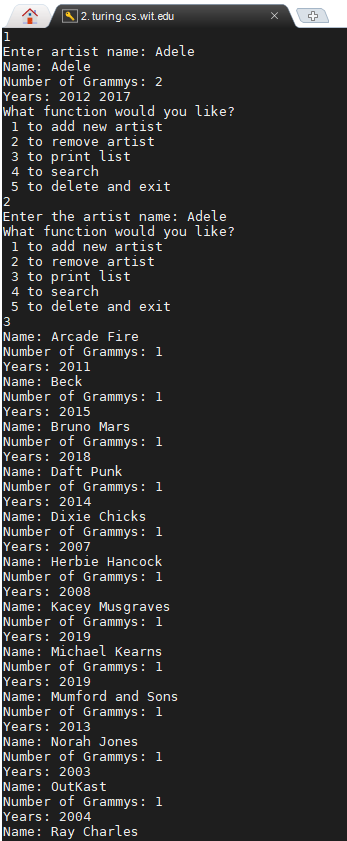 2. turing.cs.wit.edu
1
Enter artist name: Adele
Name: Adele
Number of Grammys: 2
Years: 2012 2017
What function would you like?
 1 to add new artist
 2 to remove artist
 3 to print list
 4 to search
 5 to delete and exit
2
Enter the artist name: Adele
What function would you like?
 1 to add new artist
 2 to remove artist
 3 to print list
 4 to search
 5 to delete and exit
3
Name: Arcade Fire
Number of Grammys: 1
Years: 2011
Name: Beck
Number of Grammys: 1
Years: 2015
Name: Bruno Mars
Number of Grammys: 1
Years: 2018
Name: Daft Punk
Number of Grammys: 1
Years: 2014
Name: Dixie Chicks
Number of Grammys: 1
Years: 2007
Name: Herbie Hancock
Number of Grammys: 1
Years: 2008
Name: Kacey Musgraves
Number of Grammys: 1
Years: 2019
Name: Michael Kearns
Number of Grammys: 1
Years: 2019
Name: Mumford and Sons
Number of Grammys: 1
Years: 2013
Name: Norah Jones
Number of Grammys: 1
Years: 2003
Name: OutKast
Number of Grammys: 1
Years: 2004
Name: Ray Charles